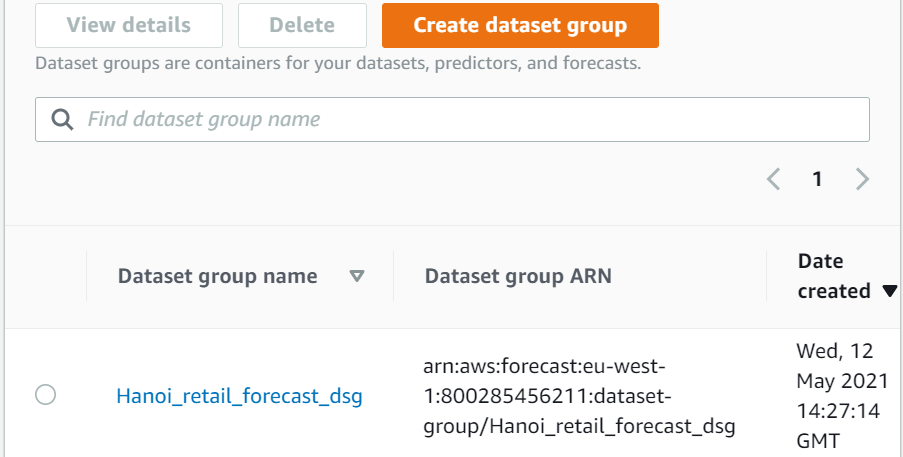 View details
Delete
Create dataset group
Dataset groups are containers for your datasets, predictors, and forecasts.
Find dataset group name
1
Dataset group name
Dataset group ARN
Date
created
Hanoi_retail_forecast_dsg
arn:aws:forecast:eu-west-
1:800285456211:dataset-
group/Hanoi_retail_forecast_dsg
Wed, 12
May 2021
14:27:14
GMT